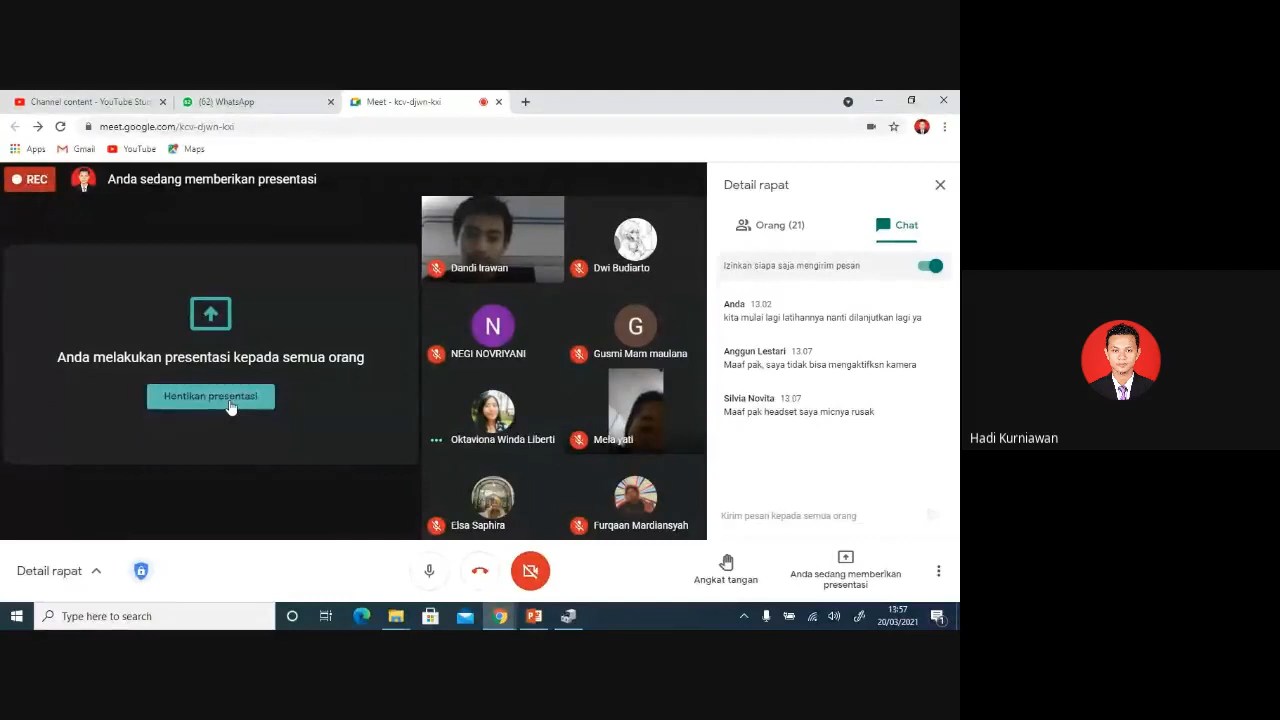 Channel content - YouTube Stud
(62) WhatsApp
Meet - kcv-djwn-kxi
meet.google.com/kcv-djwn-kxi
Apps
Gmail
YouTube
Maps
REC
Anda sedang memberikan presentasi
Anda melakukan presentasi kepada semua orang
Hentikan presentasi
Dandi Irawan
Dwi Budiarto
N
NEGI NOVRIYANI
G
Gusmi Mam maulana
Oktaviona Winda Liberti
Mela yati
Elsa Saphira
Furqaan Mardiansyah
Detail rapat
Orang (21)
Chat
Izinkan siapa saja mengirim pesan
Anda 13.02
kita mulai lagi latihannya nanti dilanjutkan lagi ya
Anggun Lestari 13.07
Maaf pak, saya tidak bisa mengaktifksn kamera
Silvia Novita 13.07
Maaf pak headset saya micnya rusak
Kirim pesan kepada semua orang
Hadi Kurniawan
Detail rapat
Angkat tangan
Anda sedang memberikan
presentasi
Type here to search
13:57
20/03/2021
1